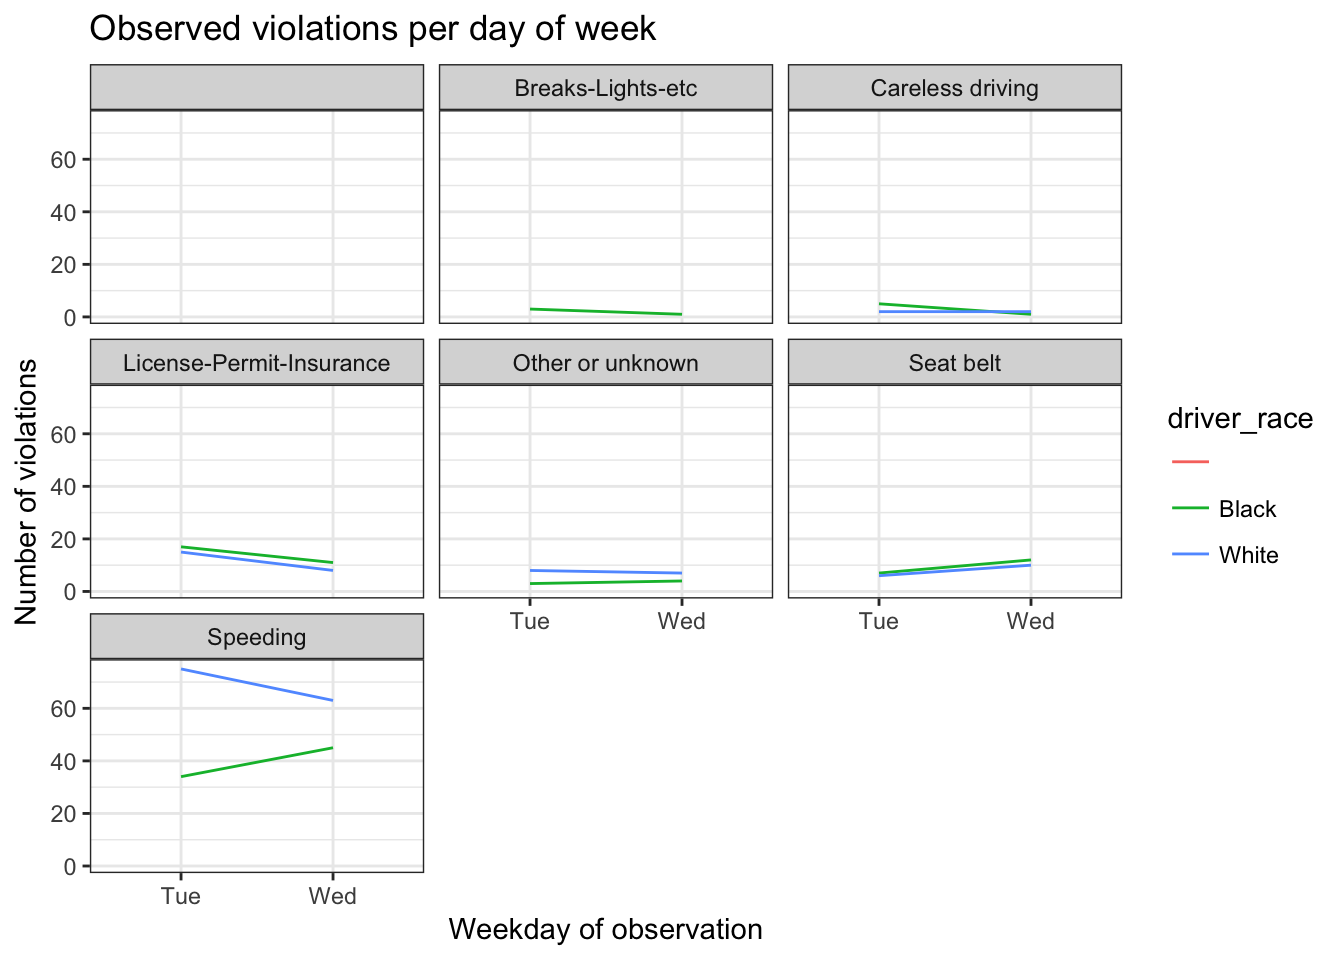 Observed violations per day of week
Breaks-Lights-etc
Careless driving
60
40
20
0
License-Permit-Insurance
Other or unknown
Seat belt
60
40
20
0
Tue
Wed
Tue
Wed
Speeding
60
40
20
0
Tue
Wed
Number of violations
Weekday of observation
driver_race
Black
White